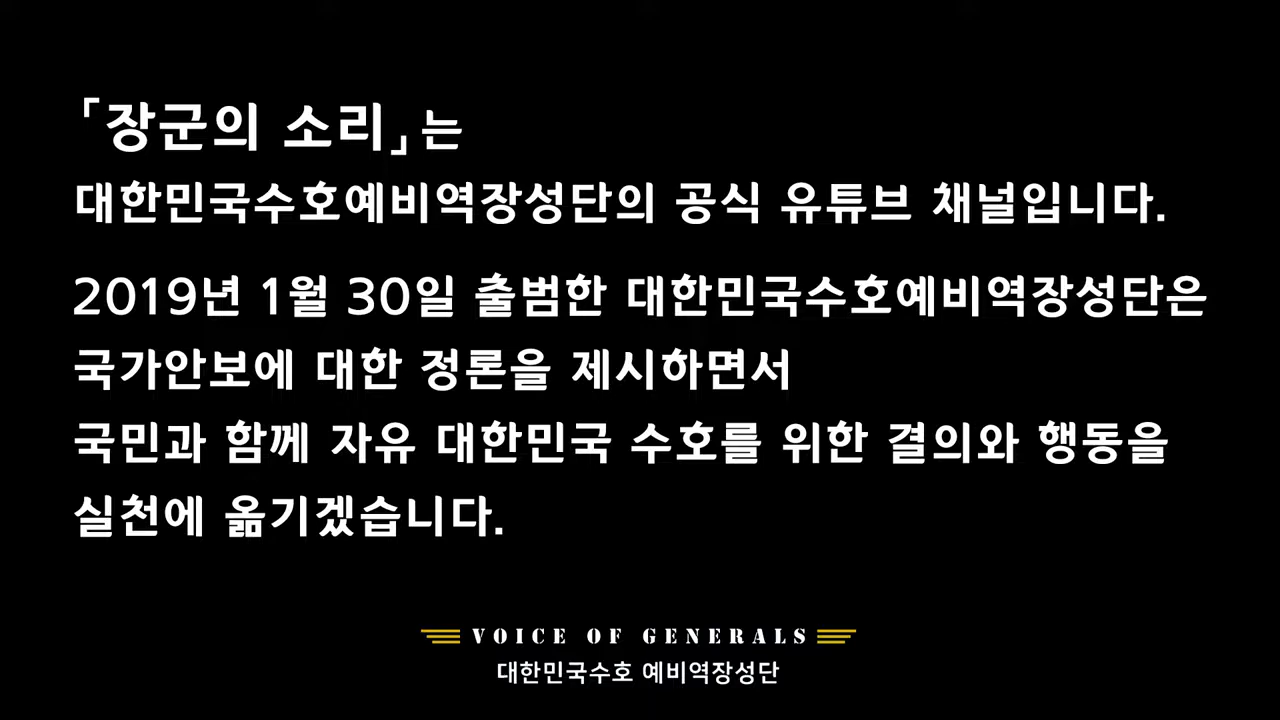 「장군의 소리」는
대한민국수호예비역장성단의 공식 유튜브 채널입니다.
2019년 1월 30일 출범한 대한민국수호예비역장성단은
국가안보에 대한 정론을 제시하면서
국민과 함께 자유 대한민국 수호를 위한 결의와 행동을
실천에 옮기겠습니다.
VOICE OF GENERALS
대한민국수호 예비역장성단